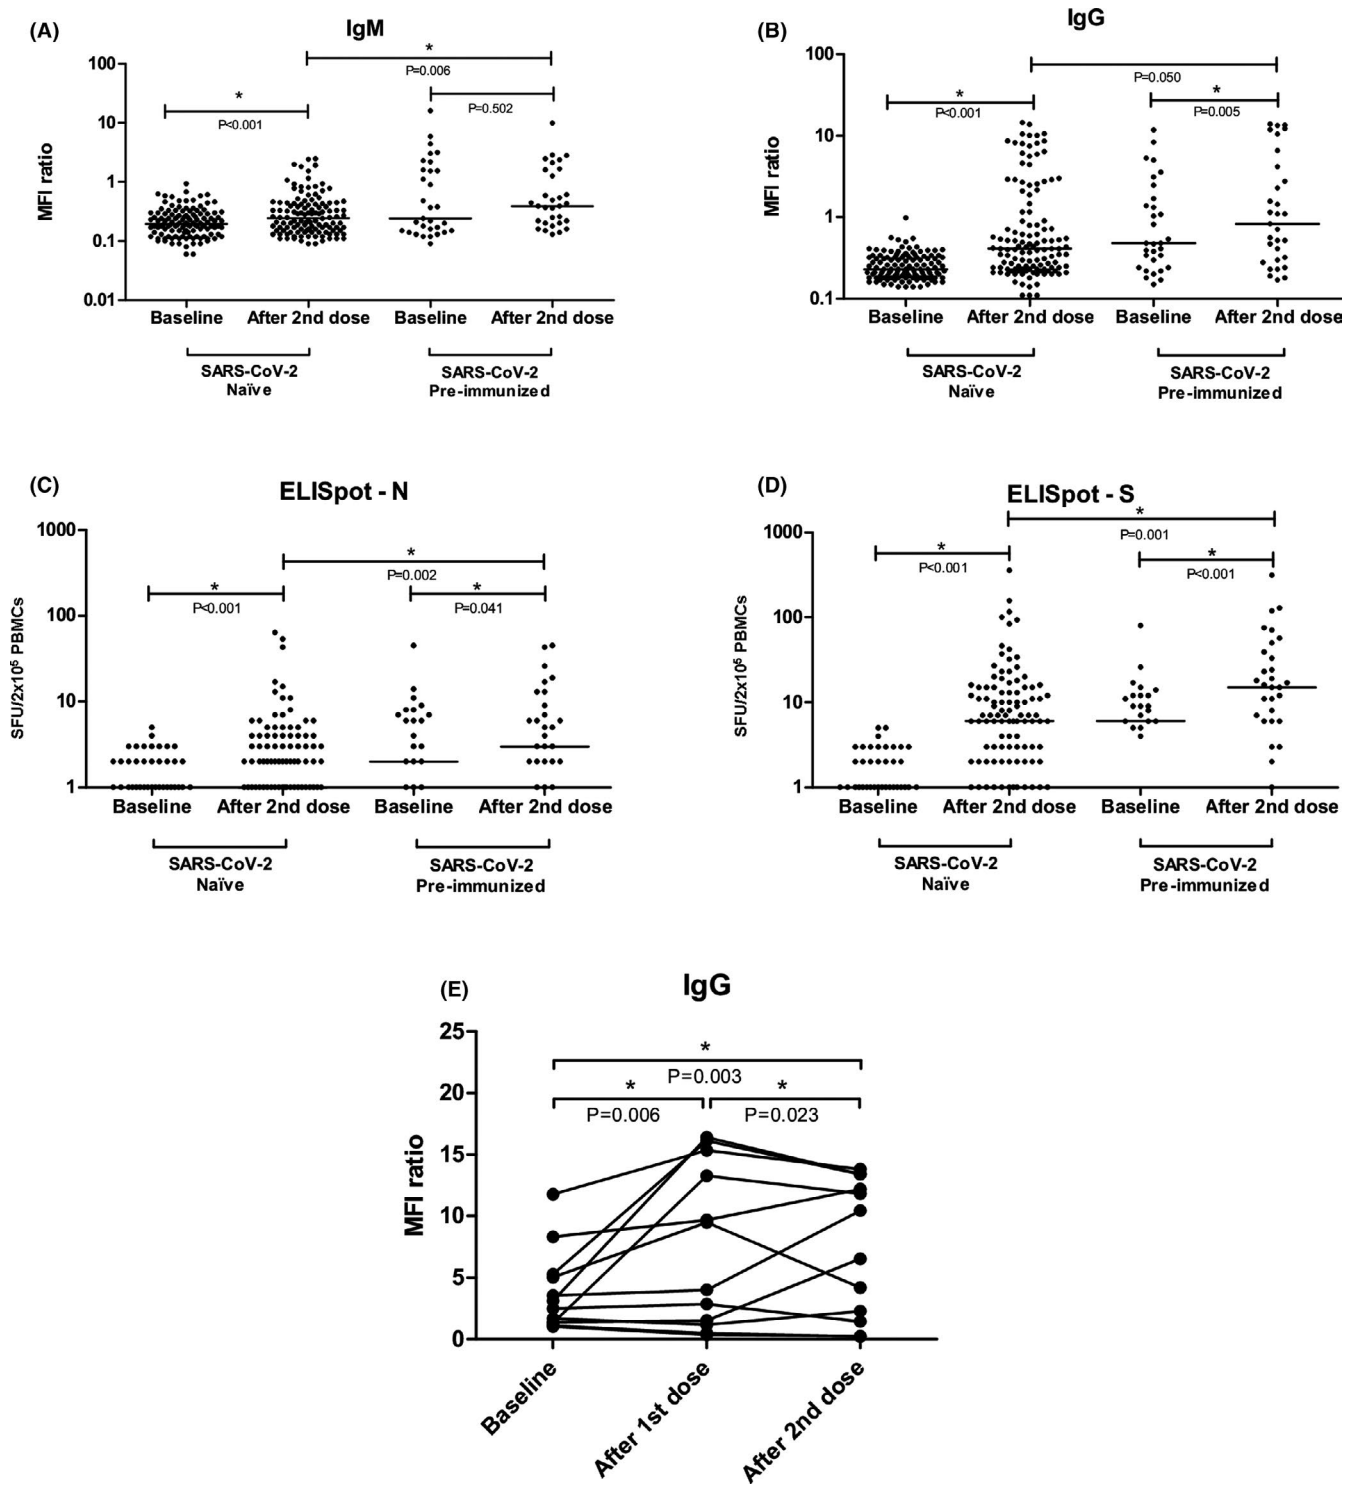 (A)
IgM
*
P=0.006
*
P<0.001
P=0.502
MFI ratio
100
10
1
0.1
0.01
Baseline
After 2nd dose
Baseline
After 2nd dose
SARS-CoV-2
Naïve
SARS-CoV-2
Pre-immunized
(B)
IgG
P=0.050
*
P<0.001
*
P=0.005
MFI ratio
100
10
1
0.1
Baseline
After 2nd dose
Baseline
After 2nd dose
SARS-CoV-2
Naïve
SARS-CoV-2
Pre-immunized
(C)
ELISpot - N
*
P=0.002
*
P<0.001
*
P=0.041
SFU/2x10⁵ PBMCs
1000
100
10
1
Baseline
After 2nd dose
Baseline
After 2nd dose
SARS-CoV-2
Naïve
SARS-CoV-2
Pre-immunized
(D)
ELISpot - S
*
P=0.001
*
P<0.001
*
P<0.001
SFU/2x10⁵ PBMCs
1000
100
10
1
Baseline
After 2nd dose
Baseline
After 2nd dose
SARS-CoV-2
Naïve
SARS-CoV-2
Pre-immunized
(E)
IgG
*
P=0.003
*
P=0.006
*
P=0.023
MFI ratio
25
20
15
10
5
0
Baseline
After 1st dose
After 2nd dose